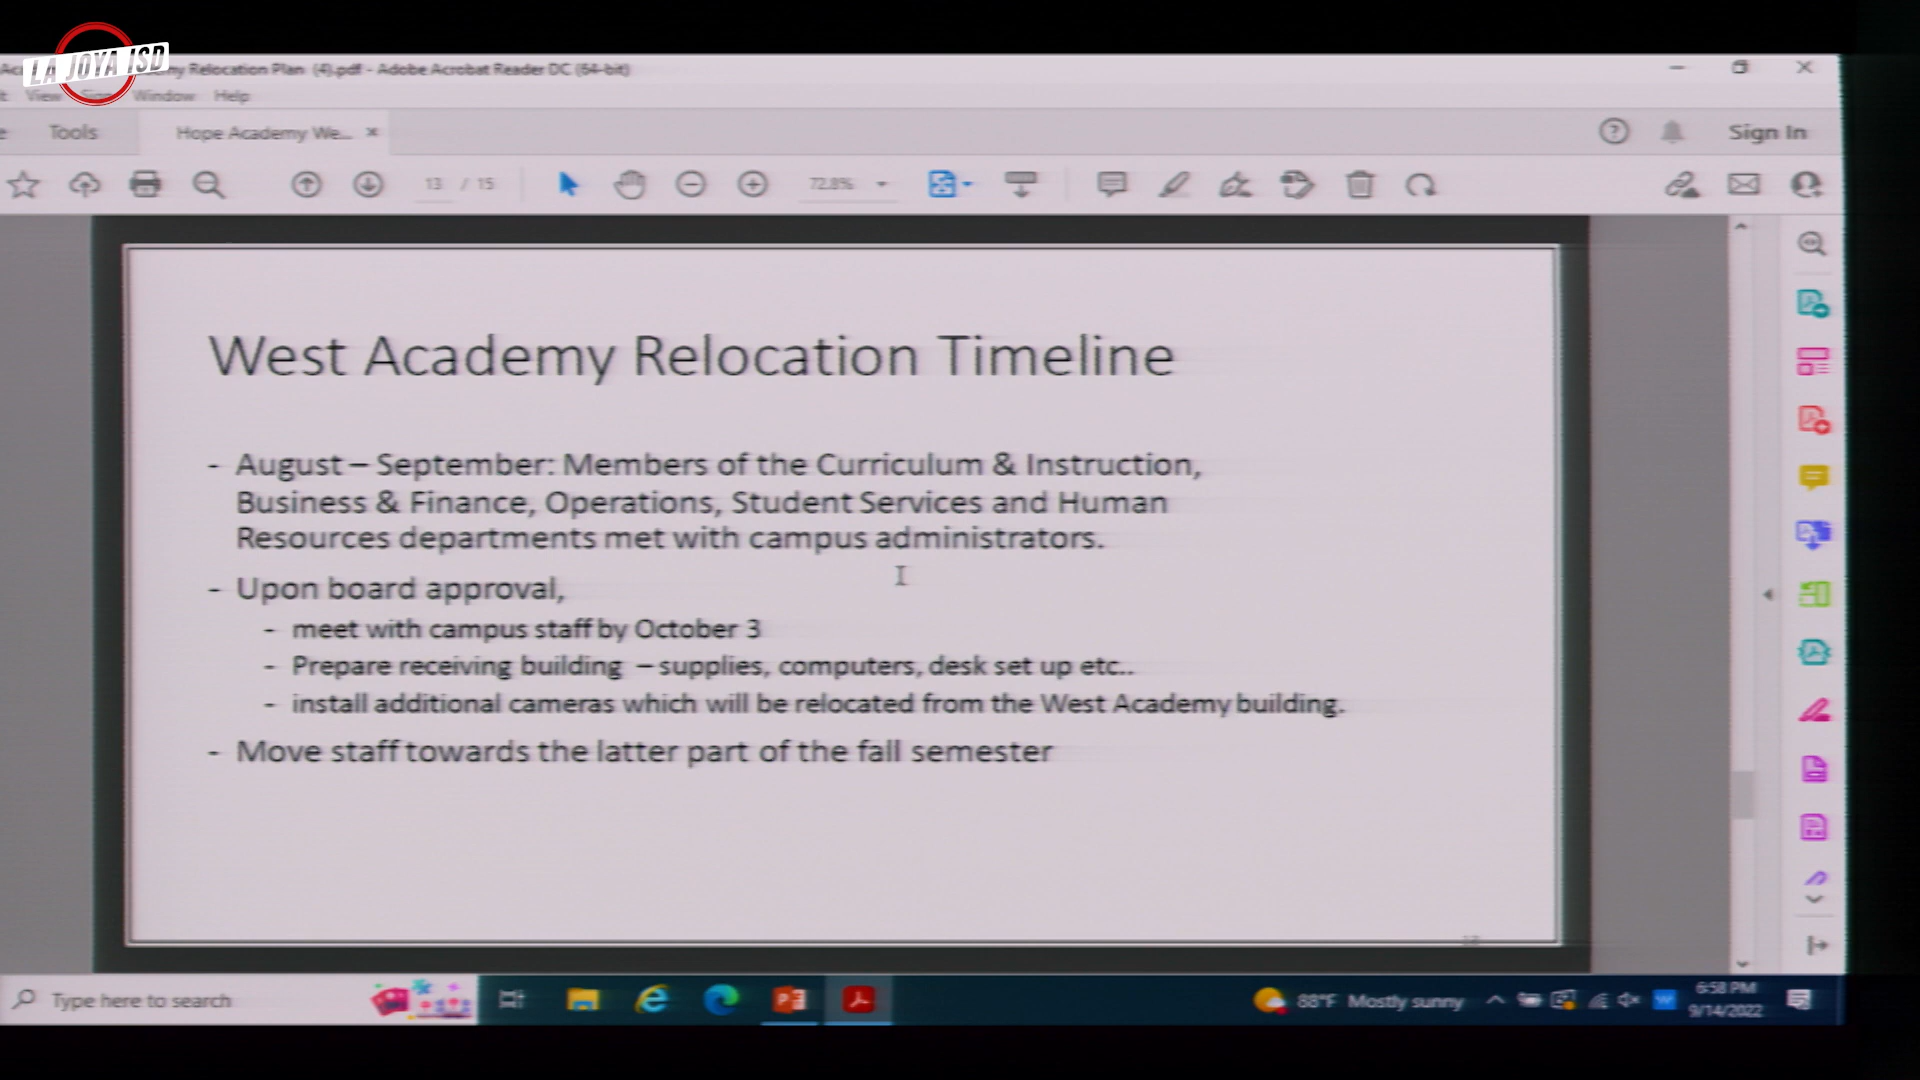 LA JOYA ISD
Relocation Plan (4).pdf - Adobe Acrobat Reader DC (64-bit)
View Sign Window Help
Tools
Hope Academy We...
Sign In
13 / 15
72.8%
West Academy Relocation Timeline
- August – September: Members of the Curriculum & Instruction,
Business & Finance, Operations, Student Services and Human
Resources departments met with campus administrators.
- Upon board approval,
- meet with campus staff by October 3
- Prepare receiving building – supplies, computers, desk set up etc..
- install additional cameras which will be relocated from the West Academy building.
- Move staff towards the latter part of the fall semester
Type here to search
88°F Mostly sunny
6:58 PM
9/14/2022